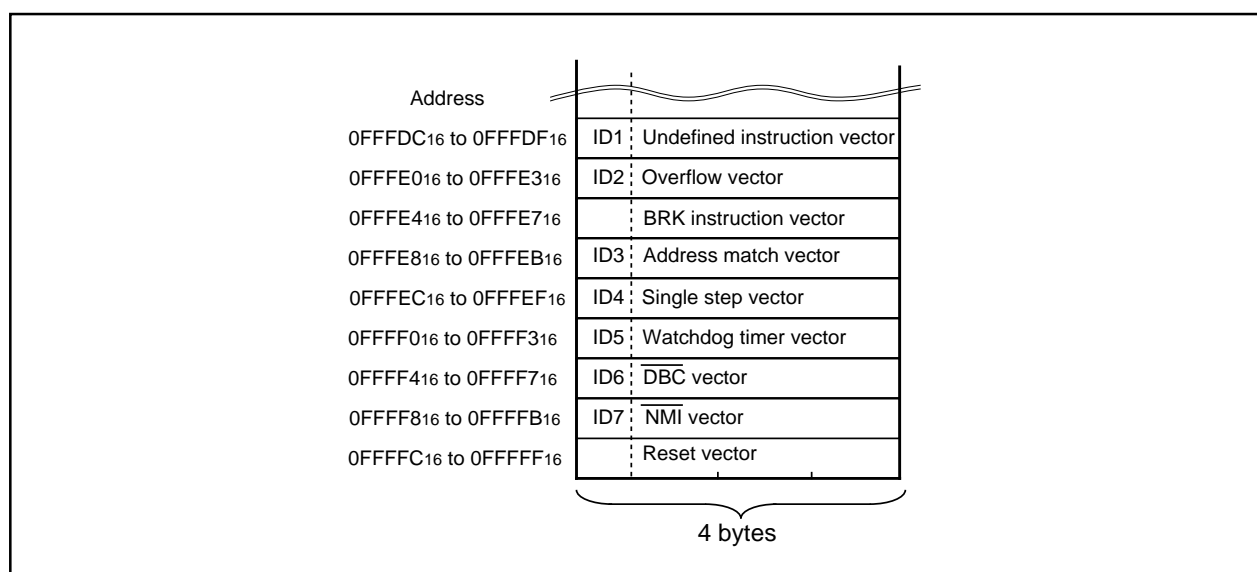 Address
0FFFDC16 to 0FFFDF16 ID1 Undefined instruction vector
0FFFE016 to 0FFFE316 ID2 Overflow vector
0FFFE416 to 0FFFE716 BRK instruction vector
0FFFE816 to 0FFFEB16 ID3 Address match vector
0FFFEC16 to 0FFFEF16 ID4 Single step vector
0FFFF016 to 0FFFF316 ID5 Watchdog timer vector
0FFFF416 to 0FFFF716 ID6 D̅B̅C̅ vector
0FFFF816 to 0FFFFB16 ID7 N̅M̅I̅ vector
0FFFFC16 to 0FFFFF16 Reset vector
4 bytes